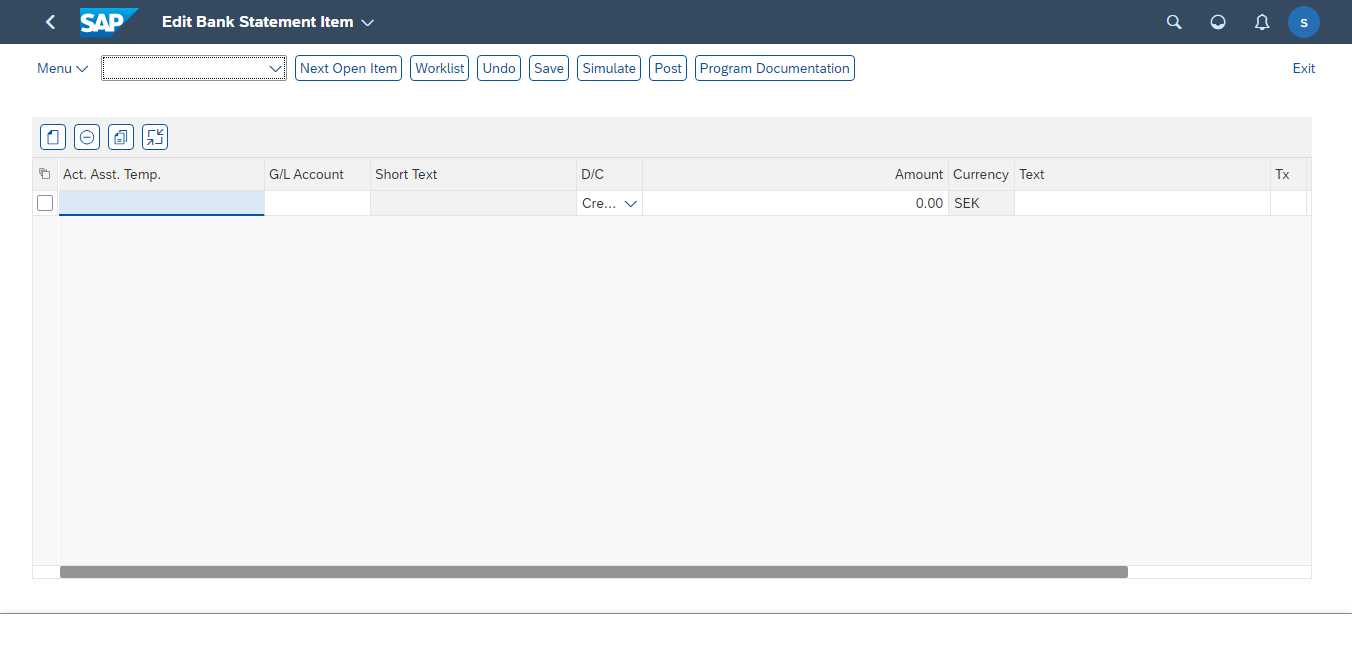 SAP Edit Bank Statement Item S
Menu Next Open Item Worklist Undo Save Simulate Post Program Documentation Exit
Act. Asst. Temp. G/L Account Short Text D/C Amount Currency Text Tx
Cre... 0.00 SEK